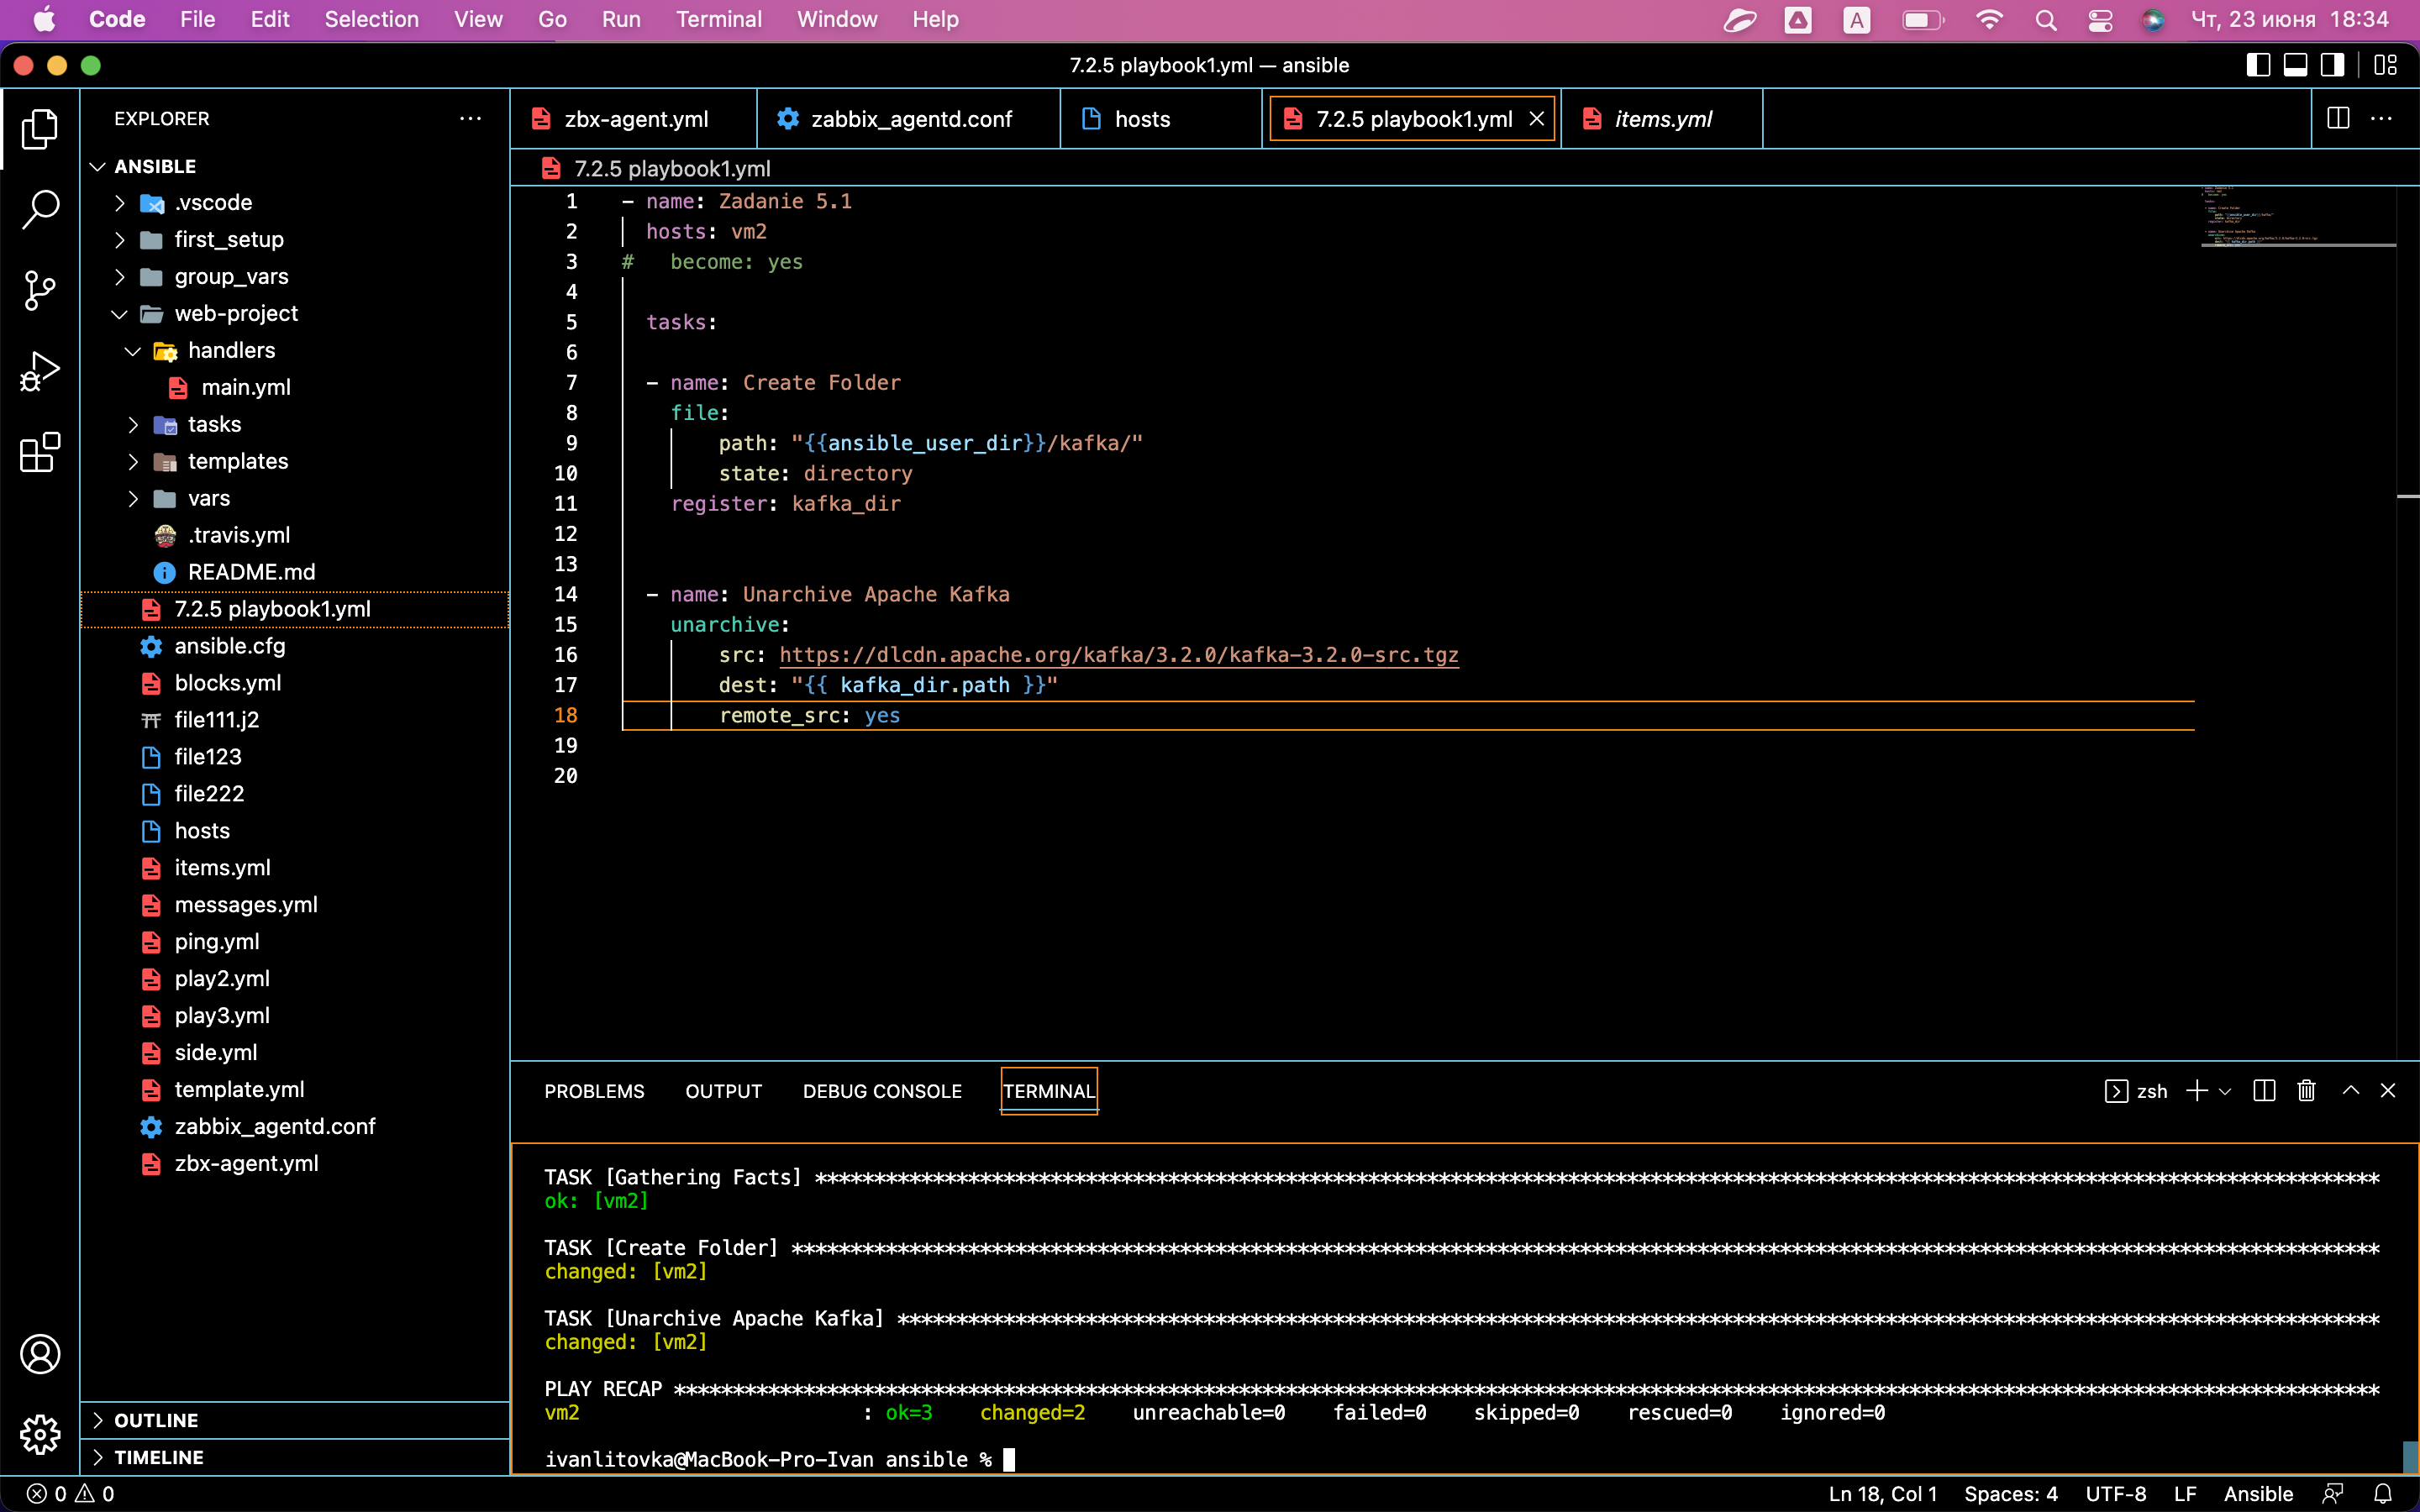 Code File Edit Selection View Go Run Terminal Window Help A Чт, 23 июня 18:34
7.2.5 playbook1.yml — ansible
EXPLORER
ANSIBLE
.vscode
first_setup
group_vars
web-project
handlers
main.yml
tasks
templates
vars
.travis.yml
README.md
7.2.5 playbook1.yml
ansible.cfg
blocks.yml
file111.j2
file123
file222
hosts
items.yml
messages.yml
ping.yml
play2.yml
play3.yml
side.yml
template.yml
zabbix_agentd.conf
zbx-agent.yml
OUTLINE
TIMELINE
zbx-agent.yml zabbix_agentd.conf hosts 7.2.5 playbook1.yml items.yml
7.2.5 playbook1.yml
1 - name: Zadanie 5.1
2 hosts: vm2
3 # become: yes
4
5 tasks:
6
7 - name: Create Folder
8 file:
9 path: "{{ansible_user_dir}}/kafka/"
10 state: directory
11 register: kafka_dir
12
13
14 - name: Unarchive Apache Kafka
15 unarchive:
16 src: https://dlcdn.apache.org/kafka/3.2.0/kafka-3.2.0-src.tgz
17 dest: "{{ kafka_dir.path }}"
18 remote_src: yes
19
20
PROBLEMS OUTPUT DEBUG CONSOLE TERMINAL zsh
TASK [Gathering Facts] ************************************************************************************************************************************
ok: [vm2]
TASK [Create Folder] **************************************************************************************************************************************
changed: [vm2]
TASK [Unarchive Apache Kafka] *****************************************************************************************************************************
changed: [vm2]
PLAY RECAP ************************************************************************************************************************************************
vm2 : ok=3 changed=2 unreachable=0 failed=0 skipped=0 rescued=0 ignored=0
ivanlitovka@MacBook-Pro-Ivan ansible %
0 0 Ln 18, Col 1 Spaces: 4 UTF-8 LF Ansible